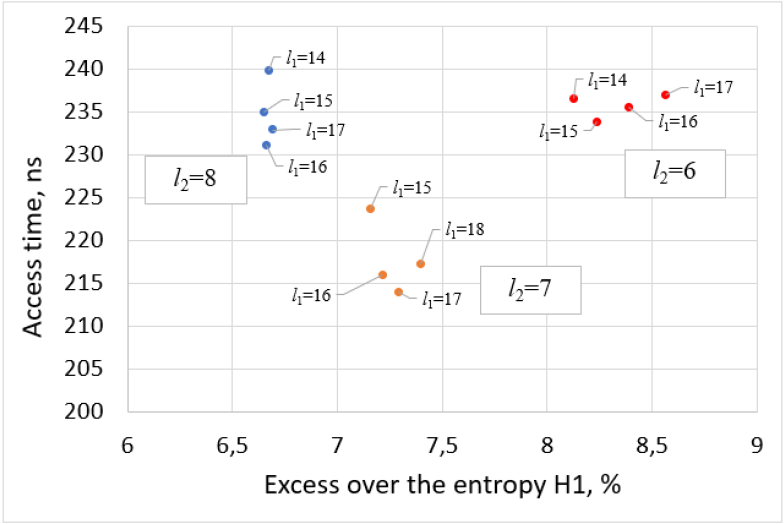 245
240
235
230
225
220
215
210
205
200
Access time, ns
l₁=14
l₁=15
l₁=17
l₁=16
l₂=8
l₁=14
l₁=17
l₁=15
l₁=16
l₂=6
l₁=15
l₁=18
l₁=16
l₁=17
l₂=7
6 6,5 7 7,5 8 8,5 9
Excess over the entropy H1, %